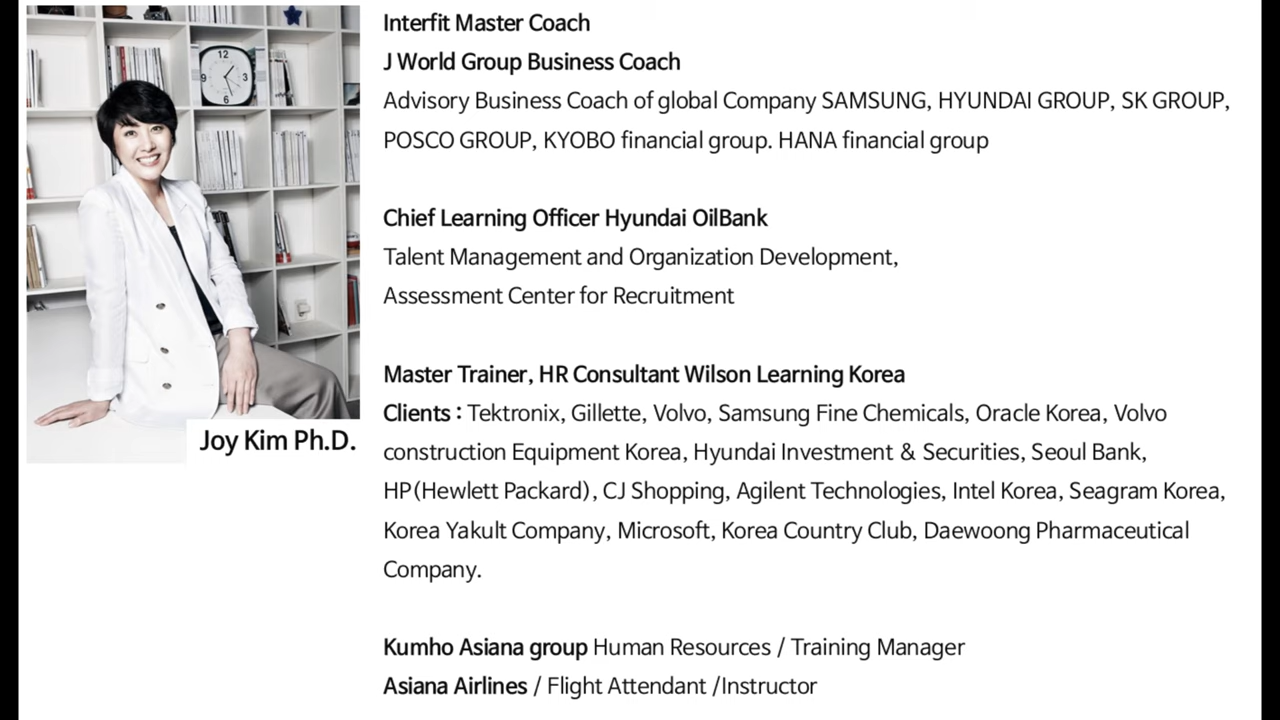 Interfit Master Coach
J World Group Business Coach
Advisory Business Coach of global Company SAMSUNG, HYUNDAI GROUP, SK GROUP,
POSCO GROUP, KYOBO financial group. HANA financial group
Chief Learning Officer Hyundai OilBank
Talent Management and Organization Development,
Assessment Center for Recruitment
Master Trainer, HR Consultant Wilson Learning Korea
Clients : Tektronix, Gillette, Volvo, Samsung Fine Chemicals, Oracle Korea, Volvo
construction Equipment Korea, Hyundai Investment & Securities, Seoul Bank,
HP(Hewlett Packard), CJ Shopping, Agilent Technologies, Intel Korea, Seagram Korea,
Korea Yakult Company, Microsoft, Korea Country Club, Daewoong Pharmaceutical
Company.
Kumho Asiana group Human Resources / Training Manager
Asiana Airlines / Flight Attendant /Instructor
Joy Kim Ph.D.
12
3
6
9